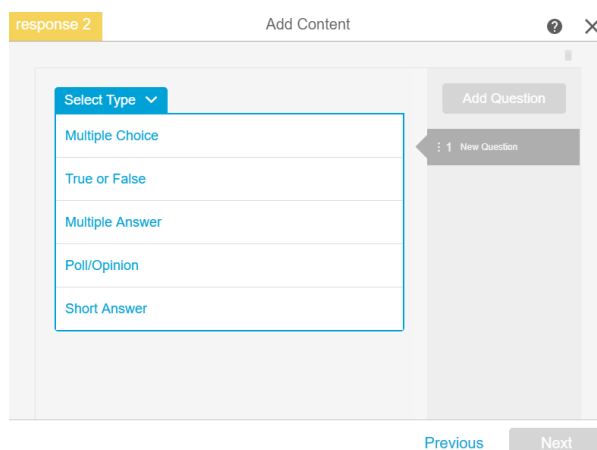 response 2
Add Content
Select Type
Add Question
Multiple Choice
1 New Question
True or False
Multiple Answer
Poll/Opinion
Short Answer
Previous
Next